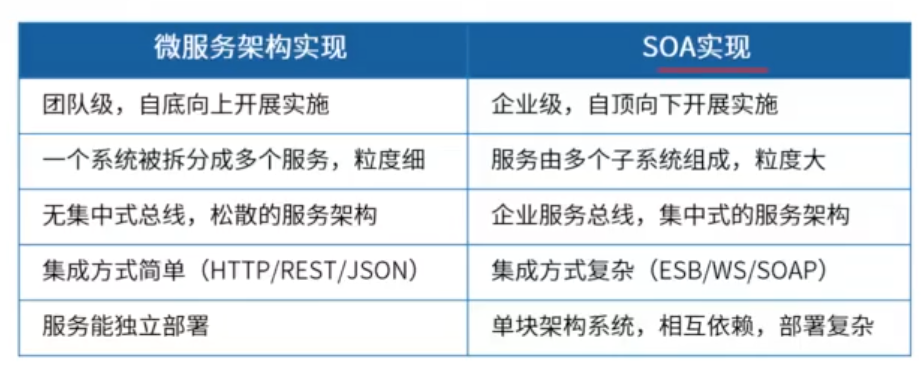 微服务架构实现 SOA实现
团队级，自底向上开展实施 企业级，自顶向下开展实施
一个系统被拆分成多个服务，粒度细 服务由多个子系统组成，粒度大
无集中式总线，松散的服务架构 企业服务总线，集中式的服务架构
集成方式简单（HTTP/REST/JSON） 集成方式复杂（ESB/WS/SOAP）
服务能独立部署 单块架构系统，相互依赖，部署复杂